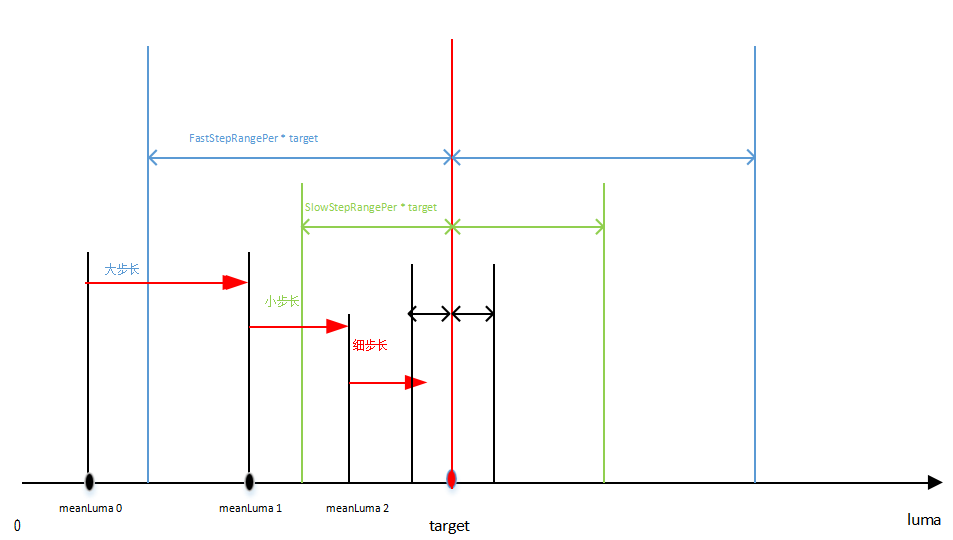 FastStepRangePer * target
SlowStepRangePer * target
大步长
小步长
细步长
meanLuma 0
meanLuma 1
meanLuma 2
0
target
luma